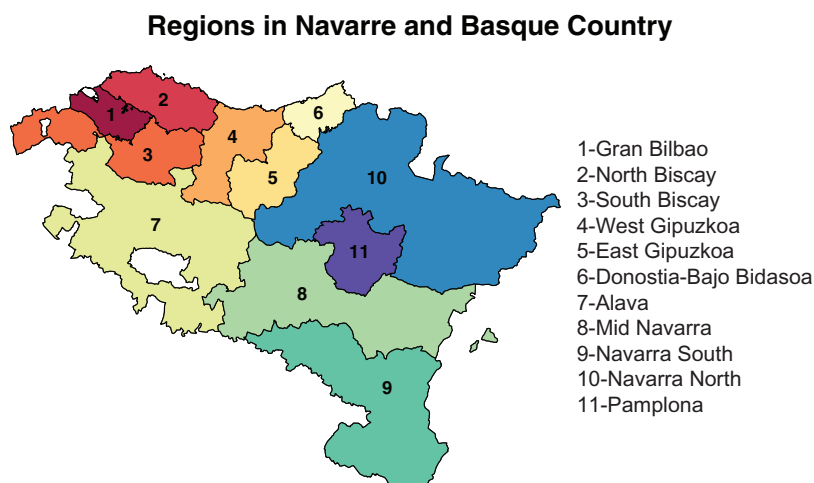 Regions in Navarre and Basque Country
1
2
3
4
5
6
7
8
9
10
11
1-Gran Bilbao
2-North Biscay
3-South Biscay
4-West Gipuzkoa
5-East Gipuzkoa
6-Donostia-Bajo Bidasoa
7-Alava
8-Mid Navarra
9-Navarra South
10-Navarra North
11-Pamplona